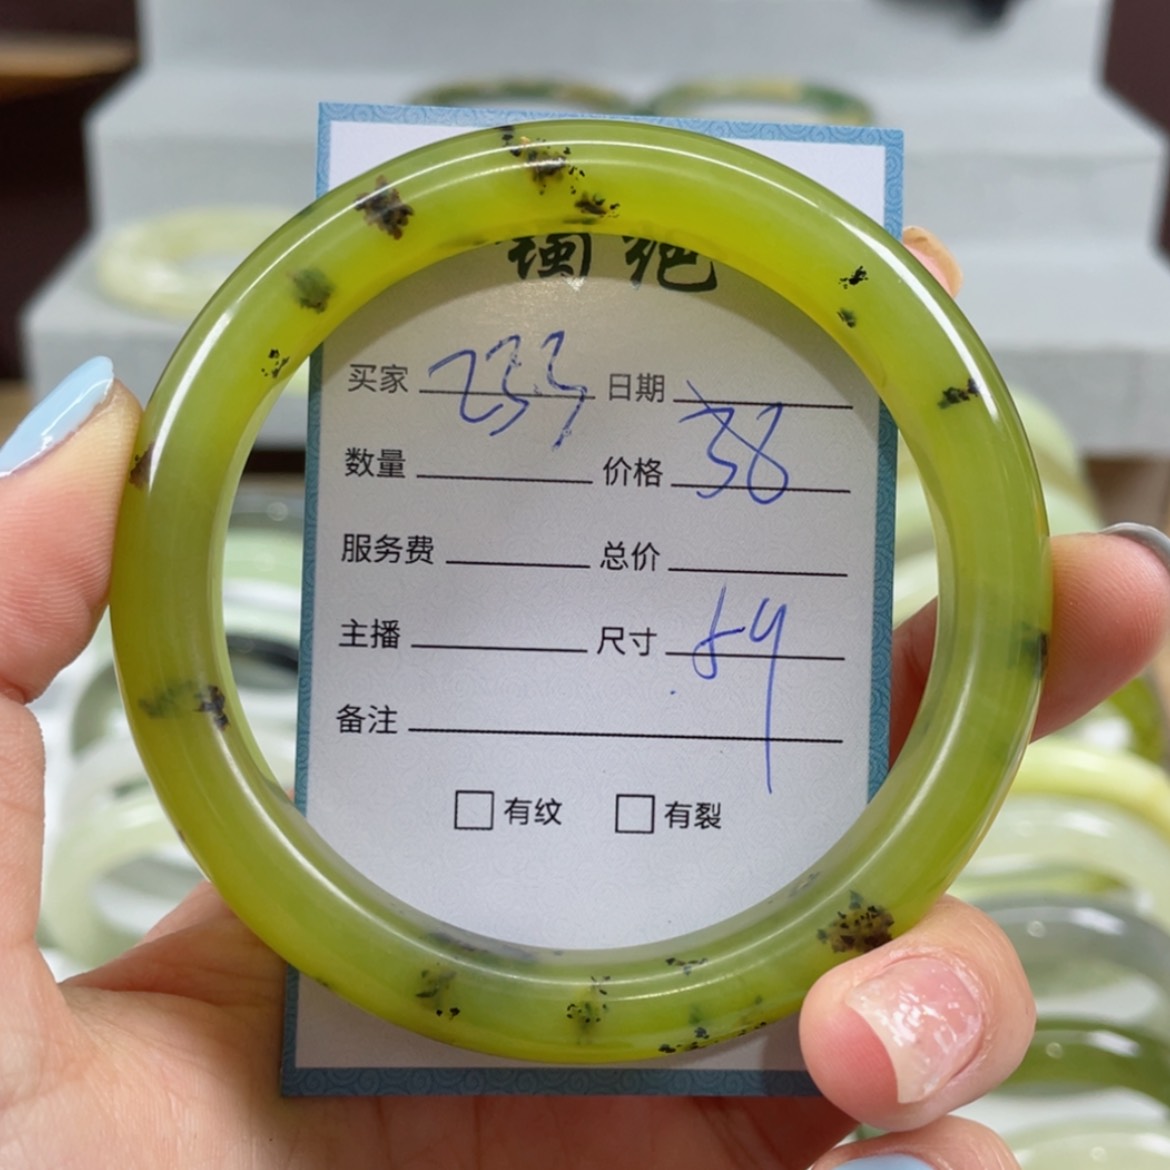 买家 233 日期
数量 价格 38
服务费 总价
主播 尺寸 59
备注
□ 有纹 □ 有裂